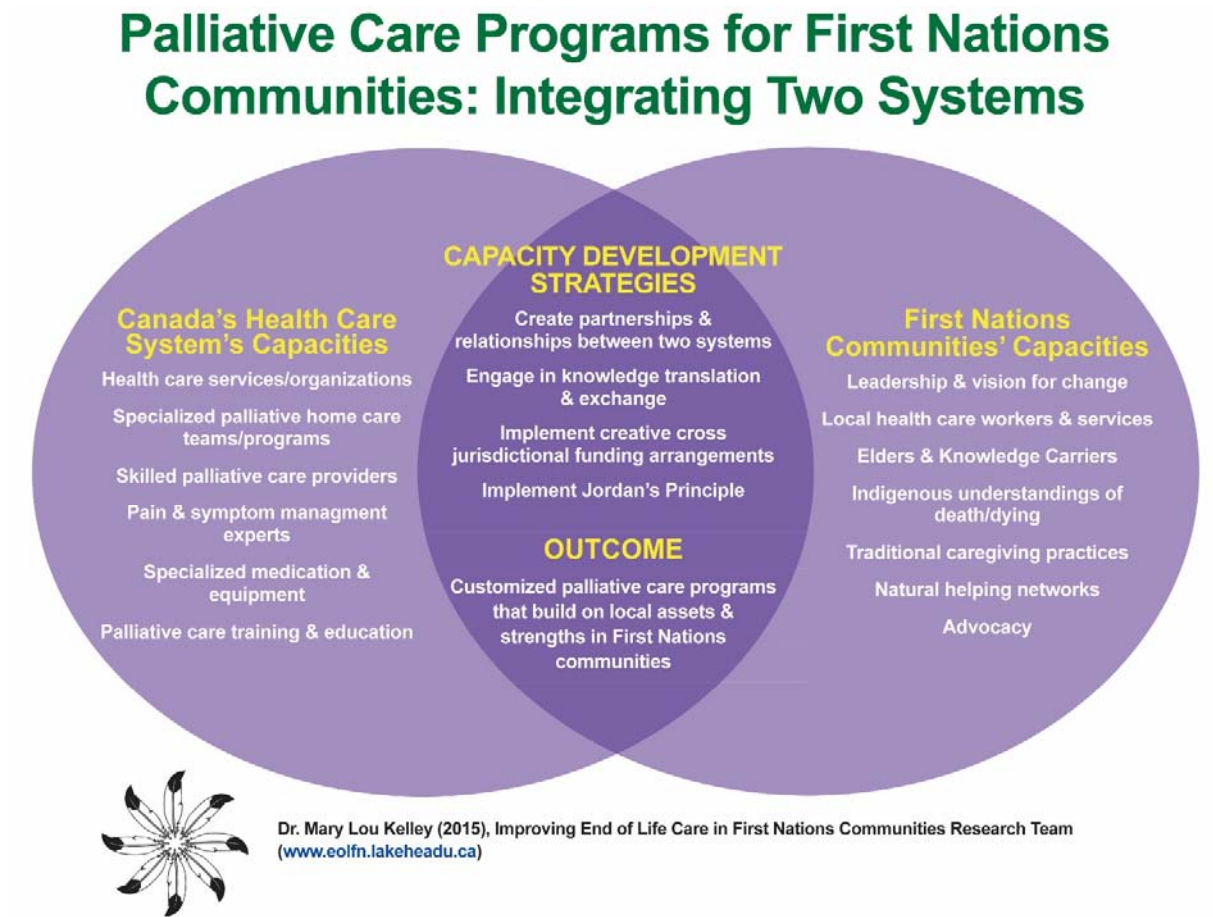 Palliative Care Programs for First Nations
Communities: Integrating Two Systems
Canada's Health Care
System's Capacities
Health care services/organizations
Specialized palliative home care
teams/programs
Skilled palliative care providers
Pain & symptom managment
experts
Specialized medication &
equipment
Palliative care training & education
CAPACITY DEVELOPMENT
STRATEGIES
Create partnerships &
relationships between two systems
Engage in knowledge translation
& exchange
Implement creative cross
jurisdictional funding arrangements
Implement Jordan's Principle
OUTCOME
Customized palliative care programs
that build on local assets &
strengths in First Nations
communities
First Nations
Communities' Capacities
Leadership & vision for change
Local health care workers & services
Elders & Knowledge Carriers
Indigenous understandings of
death/dying
Traditional caregiving practices
Natural helping networks
Advocacy
Dr. Mary Lou Kelley (2015), Improving End of Life Care in First Nations Communities Research Team
(www.eolfn.lakeheadu.ca)